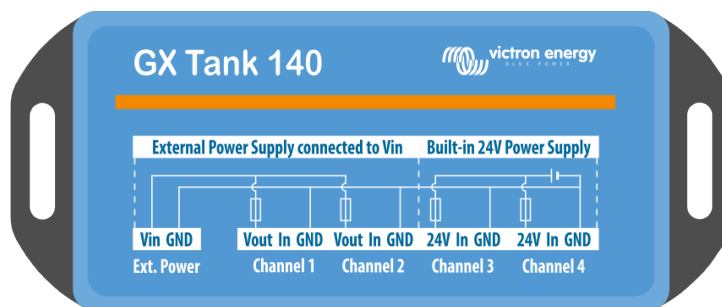 GX Tank 140
victron energy
BLUE POWER
External Power Supply connected to Vin Built-in 24V Power Supply
Vin GND Vout In GND Vout In GND 24V In GND 24V In GND
Ext. Power Channel 1 Channel 2 Channel 3 Channel 4